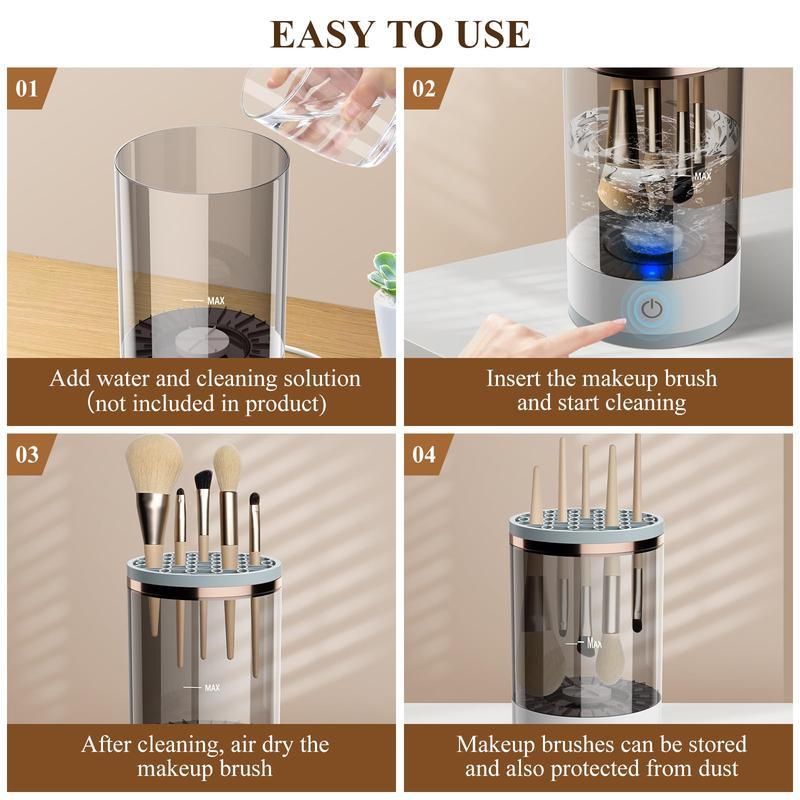 EASY TO USE
01
02
MAX
MAX
Add water and cleaning solution
(not included in product)
Insert the makeup brush
and start cleaning
03
04
MAX
MAX
After cleaning, air dry the
makeup brush
Makeup brushes can be stored
and also protected from dust